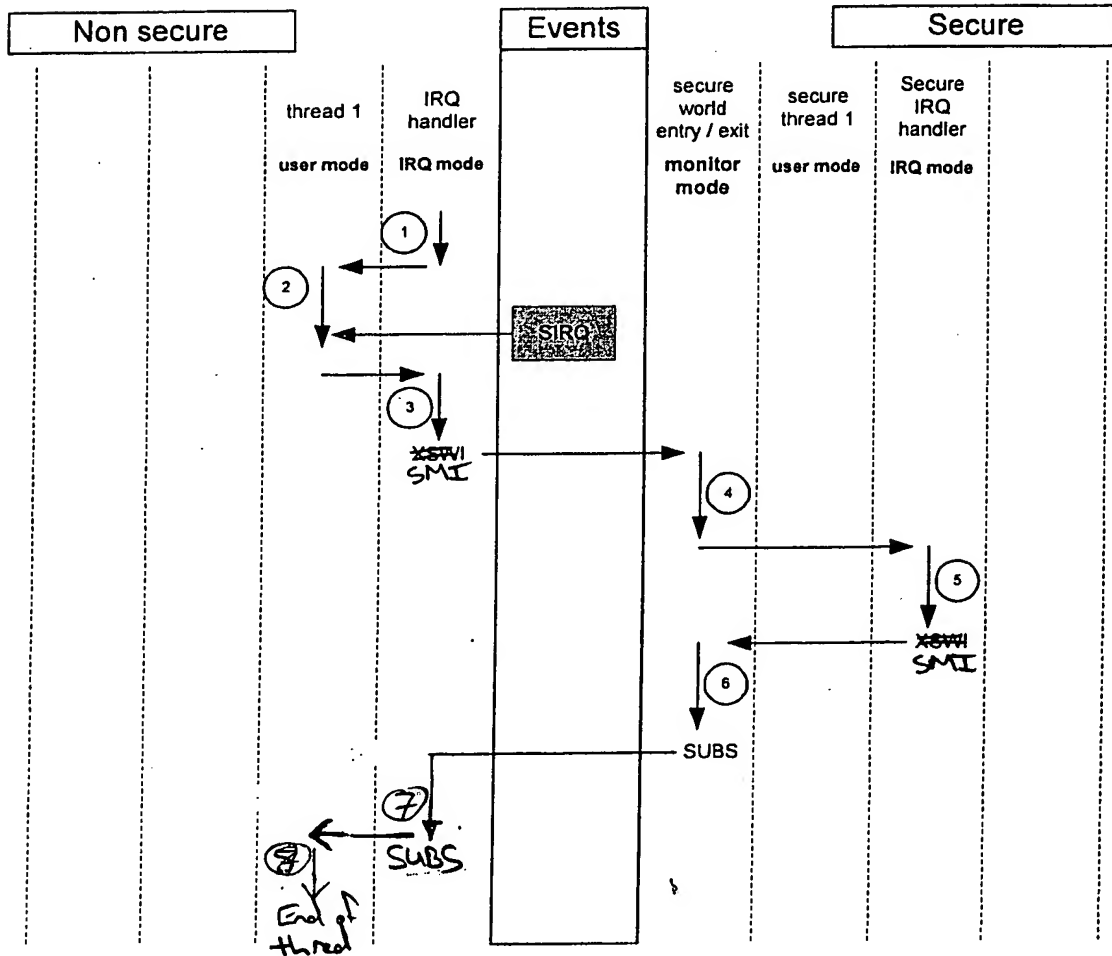 Non secure
Events
Secure
thread 1
user mode
IRQ
handler
IRQ mode
secure
world
entry / exit
monitor
mode
secure
thread 1
user mode
Secure
IRQ
handler
IRQ mode
1
2
SIRQ
3
XSWI
SMI
4
5
XSWI
SMI
6
SUBS
7
SUBS
8
End of
thread